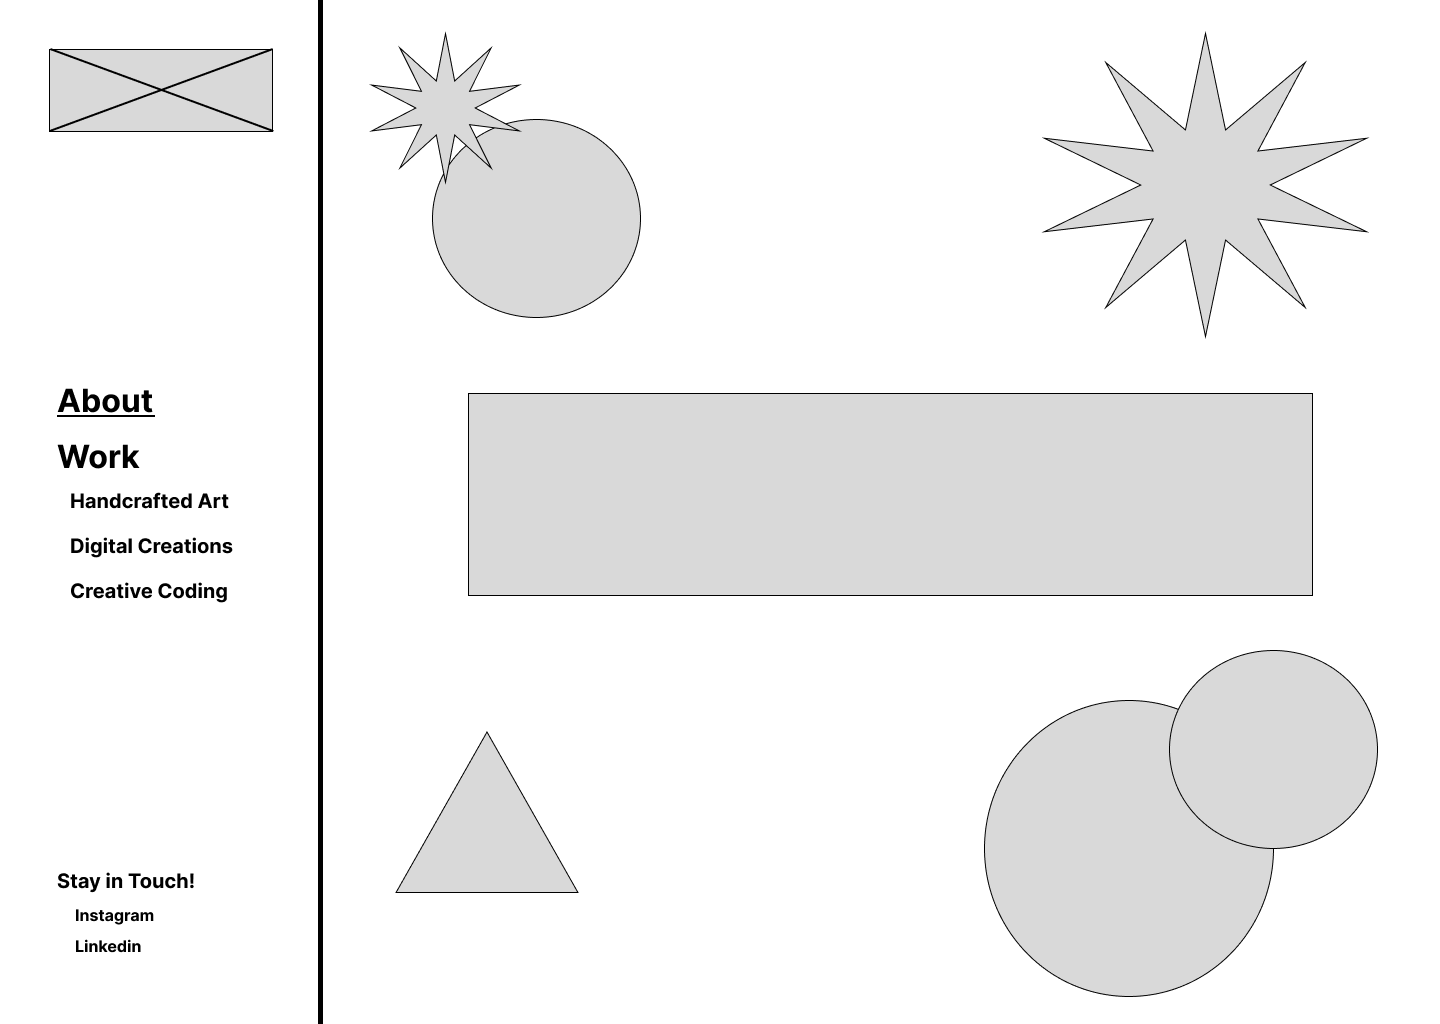 About
Work
Handcrafted Art
Digital Creations
Creative Coding
Stay in Touch!
Instagram
Linkedin